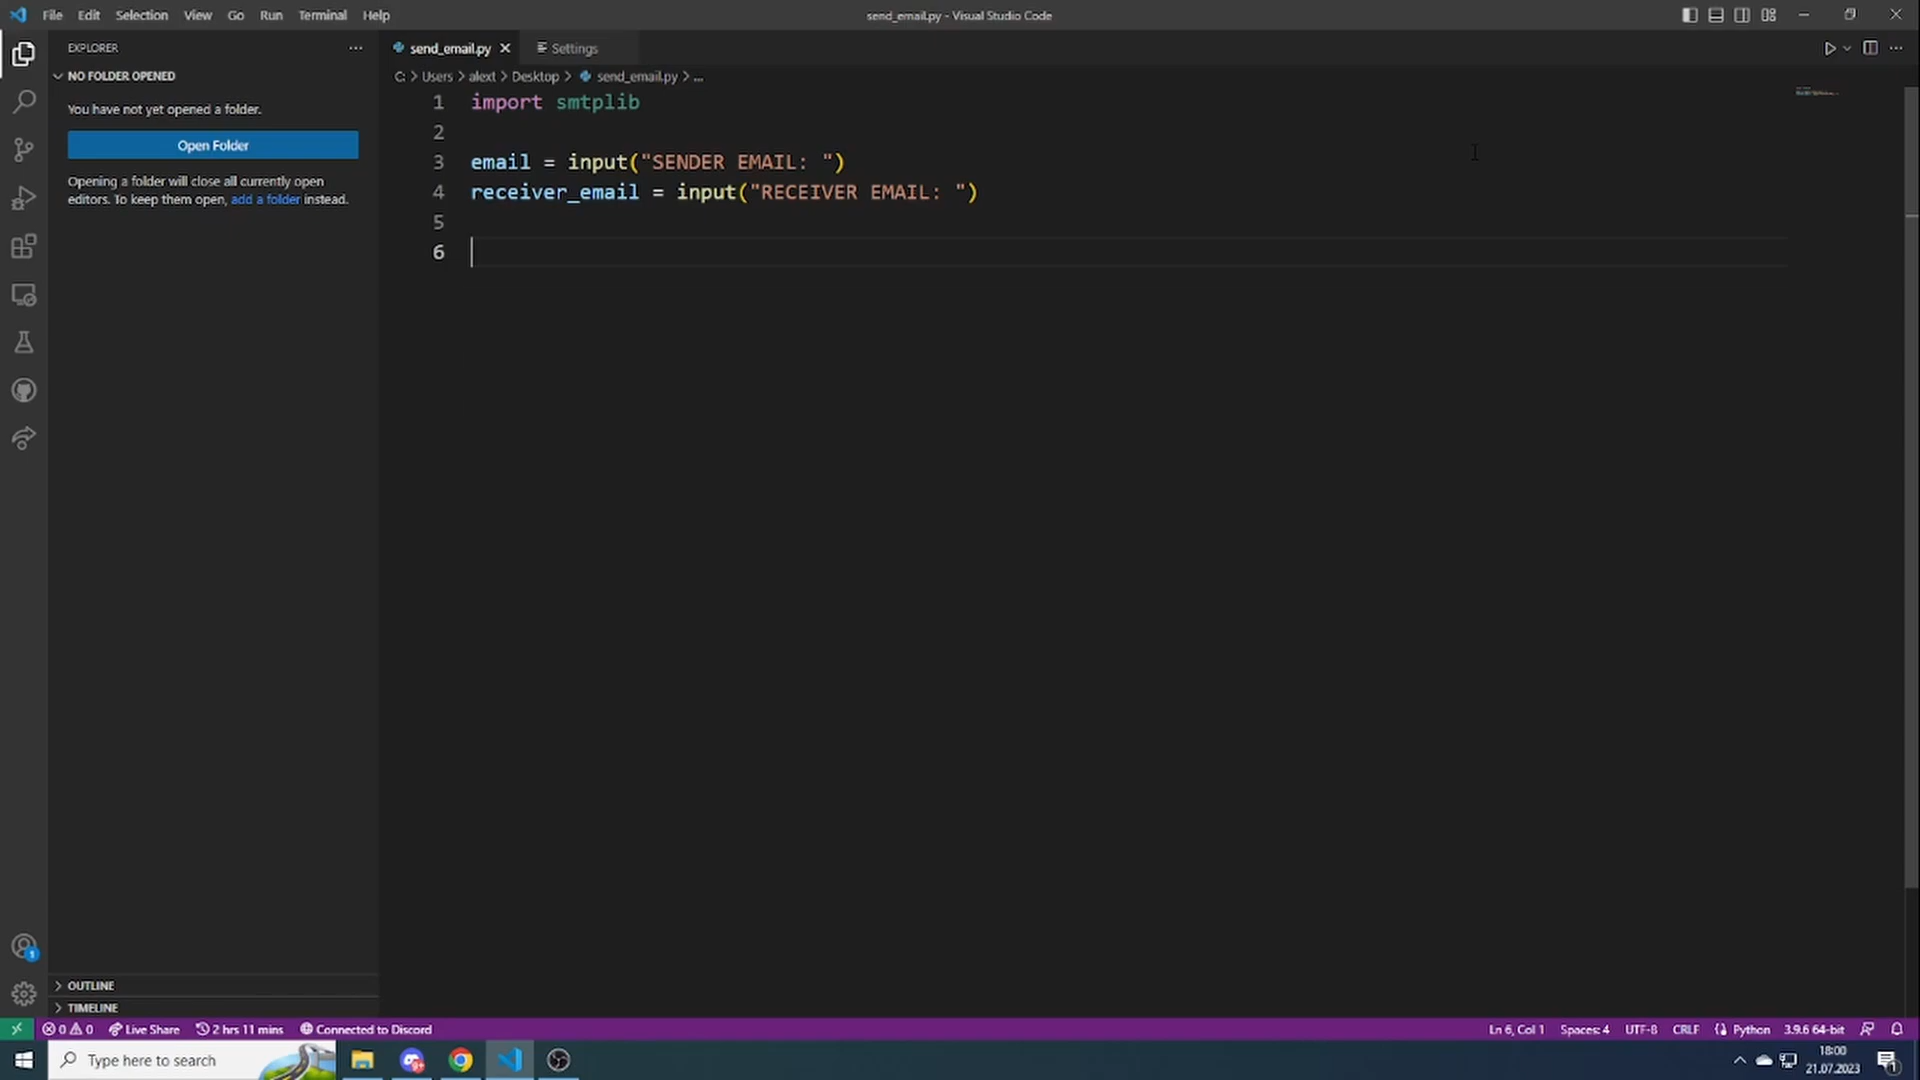 File Edit Selection View Go Run Terminal Help
send_email.py - Visual Studio Code
EXPLORER
NO FOLDER OPENED
You have not yet opened a folder.
Open Folder
Opening a folder will close all currently open
editors. To keep them open, add a folder instead.
OUTLINE
TIMELINE
send_email.py Settings
C: > Users > alext > Desktop > send_email.py > ...
1 import smtplib
2
3 email = input("SENDER EMAIL: ")
4 receiver_email = input("RECEIVER EMAIL: ")
5
6
1
0 0 Live Share 2 hrs 11 mins Connected to Discord
Ln 6, Col 1 Spaces: 4 UTF-8 CRLF Python 3.9.6 64-bit
Type here to search
18:00
21.07.2023
1